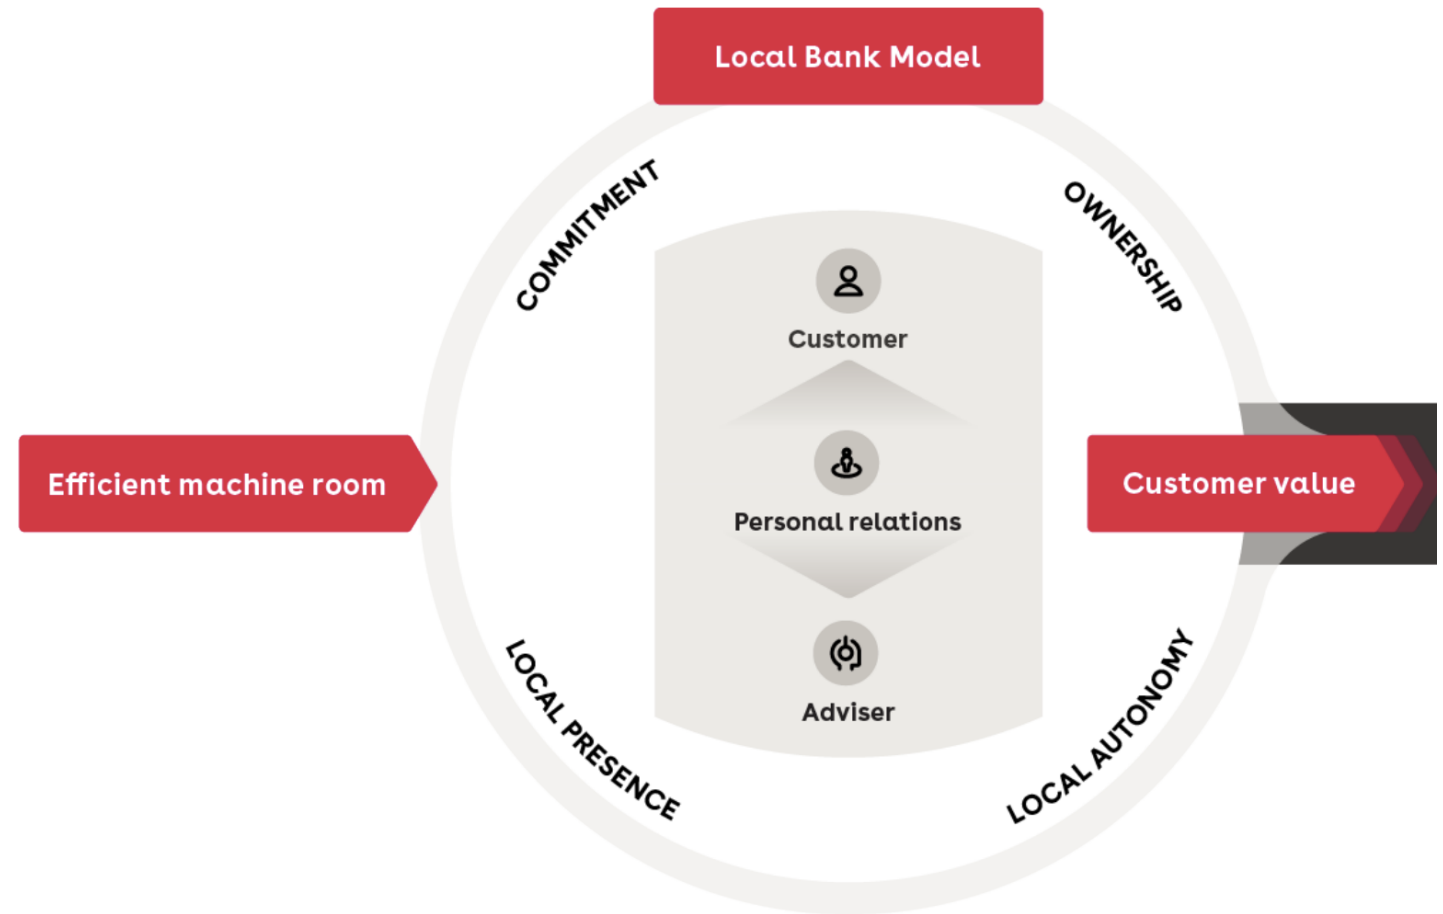 Local Bank Model
COMMITMENT
OWNERSHIP
Customer
Efficient machine room
Personal relations
Customer value
Adviser
LOCAL PRESENCE
LOCAL AUTONOMY